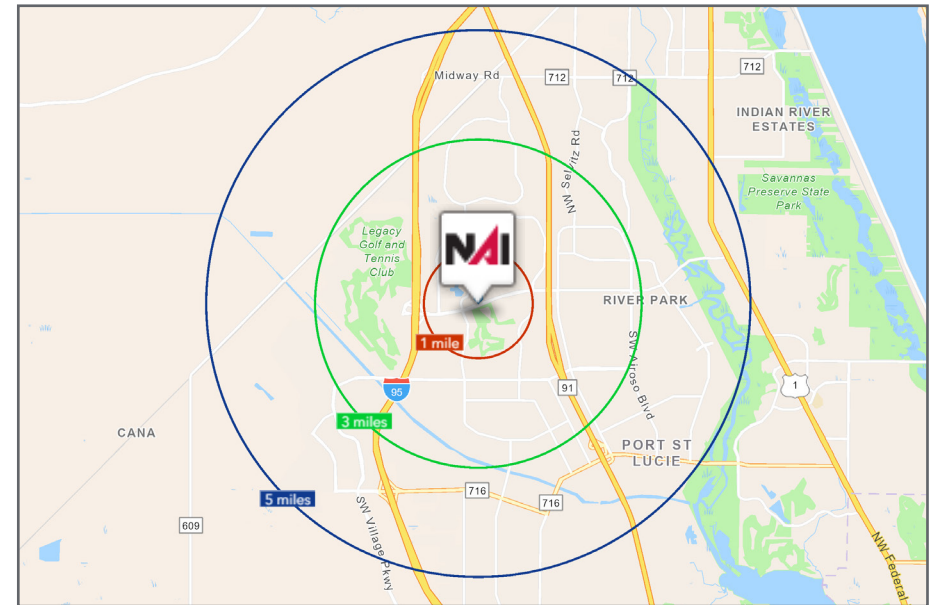 Midway Rd
712
712
712
INDIAN RIVER
ESTATES
NW Selvitz Rd
Savannas
Preserve State
Park
Legacy
Golf and
Tennis
Club
NAI
RIVER PARK
1 mile
SW Airoso Blvd
95
91
1
3 miles
CANA
PORT ST
LUCIE
5 miles
716
716
609
SW Village Pkwy
NW Federal